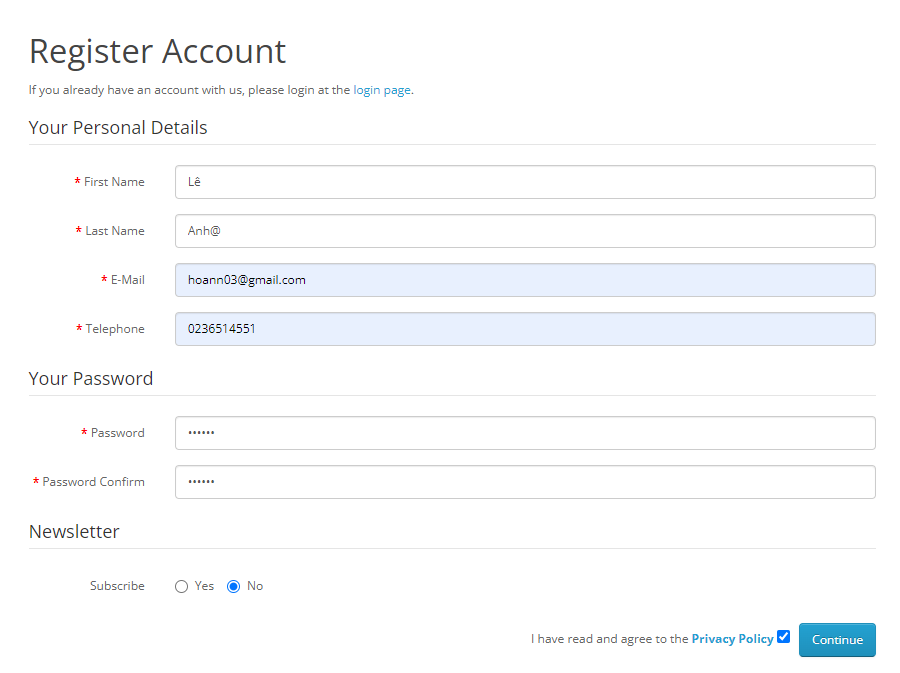 Register Account
If you already have an account with us, please login at the login page.
Your Personal Details
* First Name Lê
* Last Name Anh@
* E-Mail hoann03@gmail.com
* Telephone 0236514551
Your Password
* Password ••••••
* Password Confirm ••••••
Newsletter
Subscribe Yes No
I have read and agree to the Privacy Policy Continue